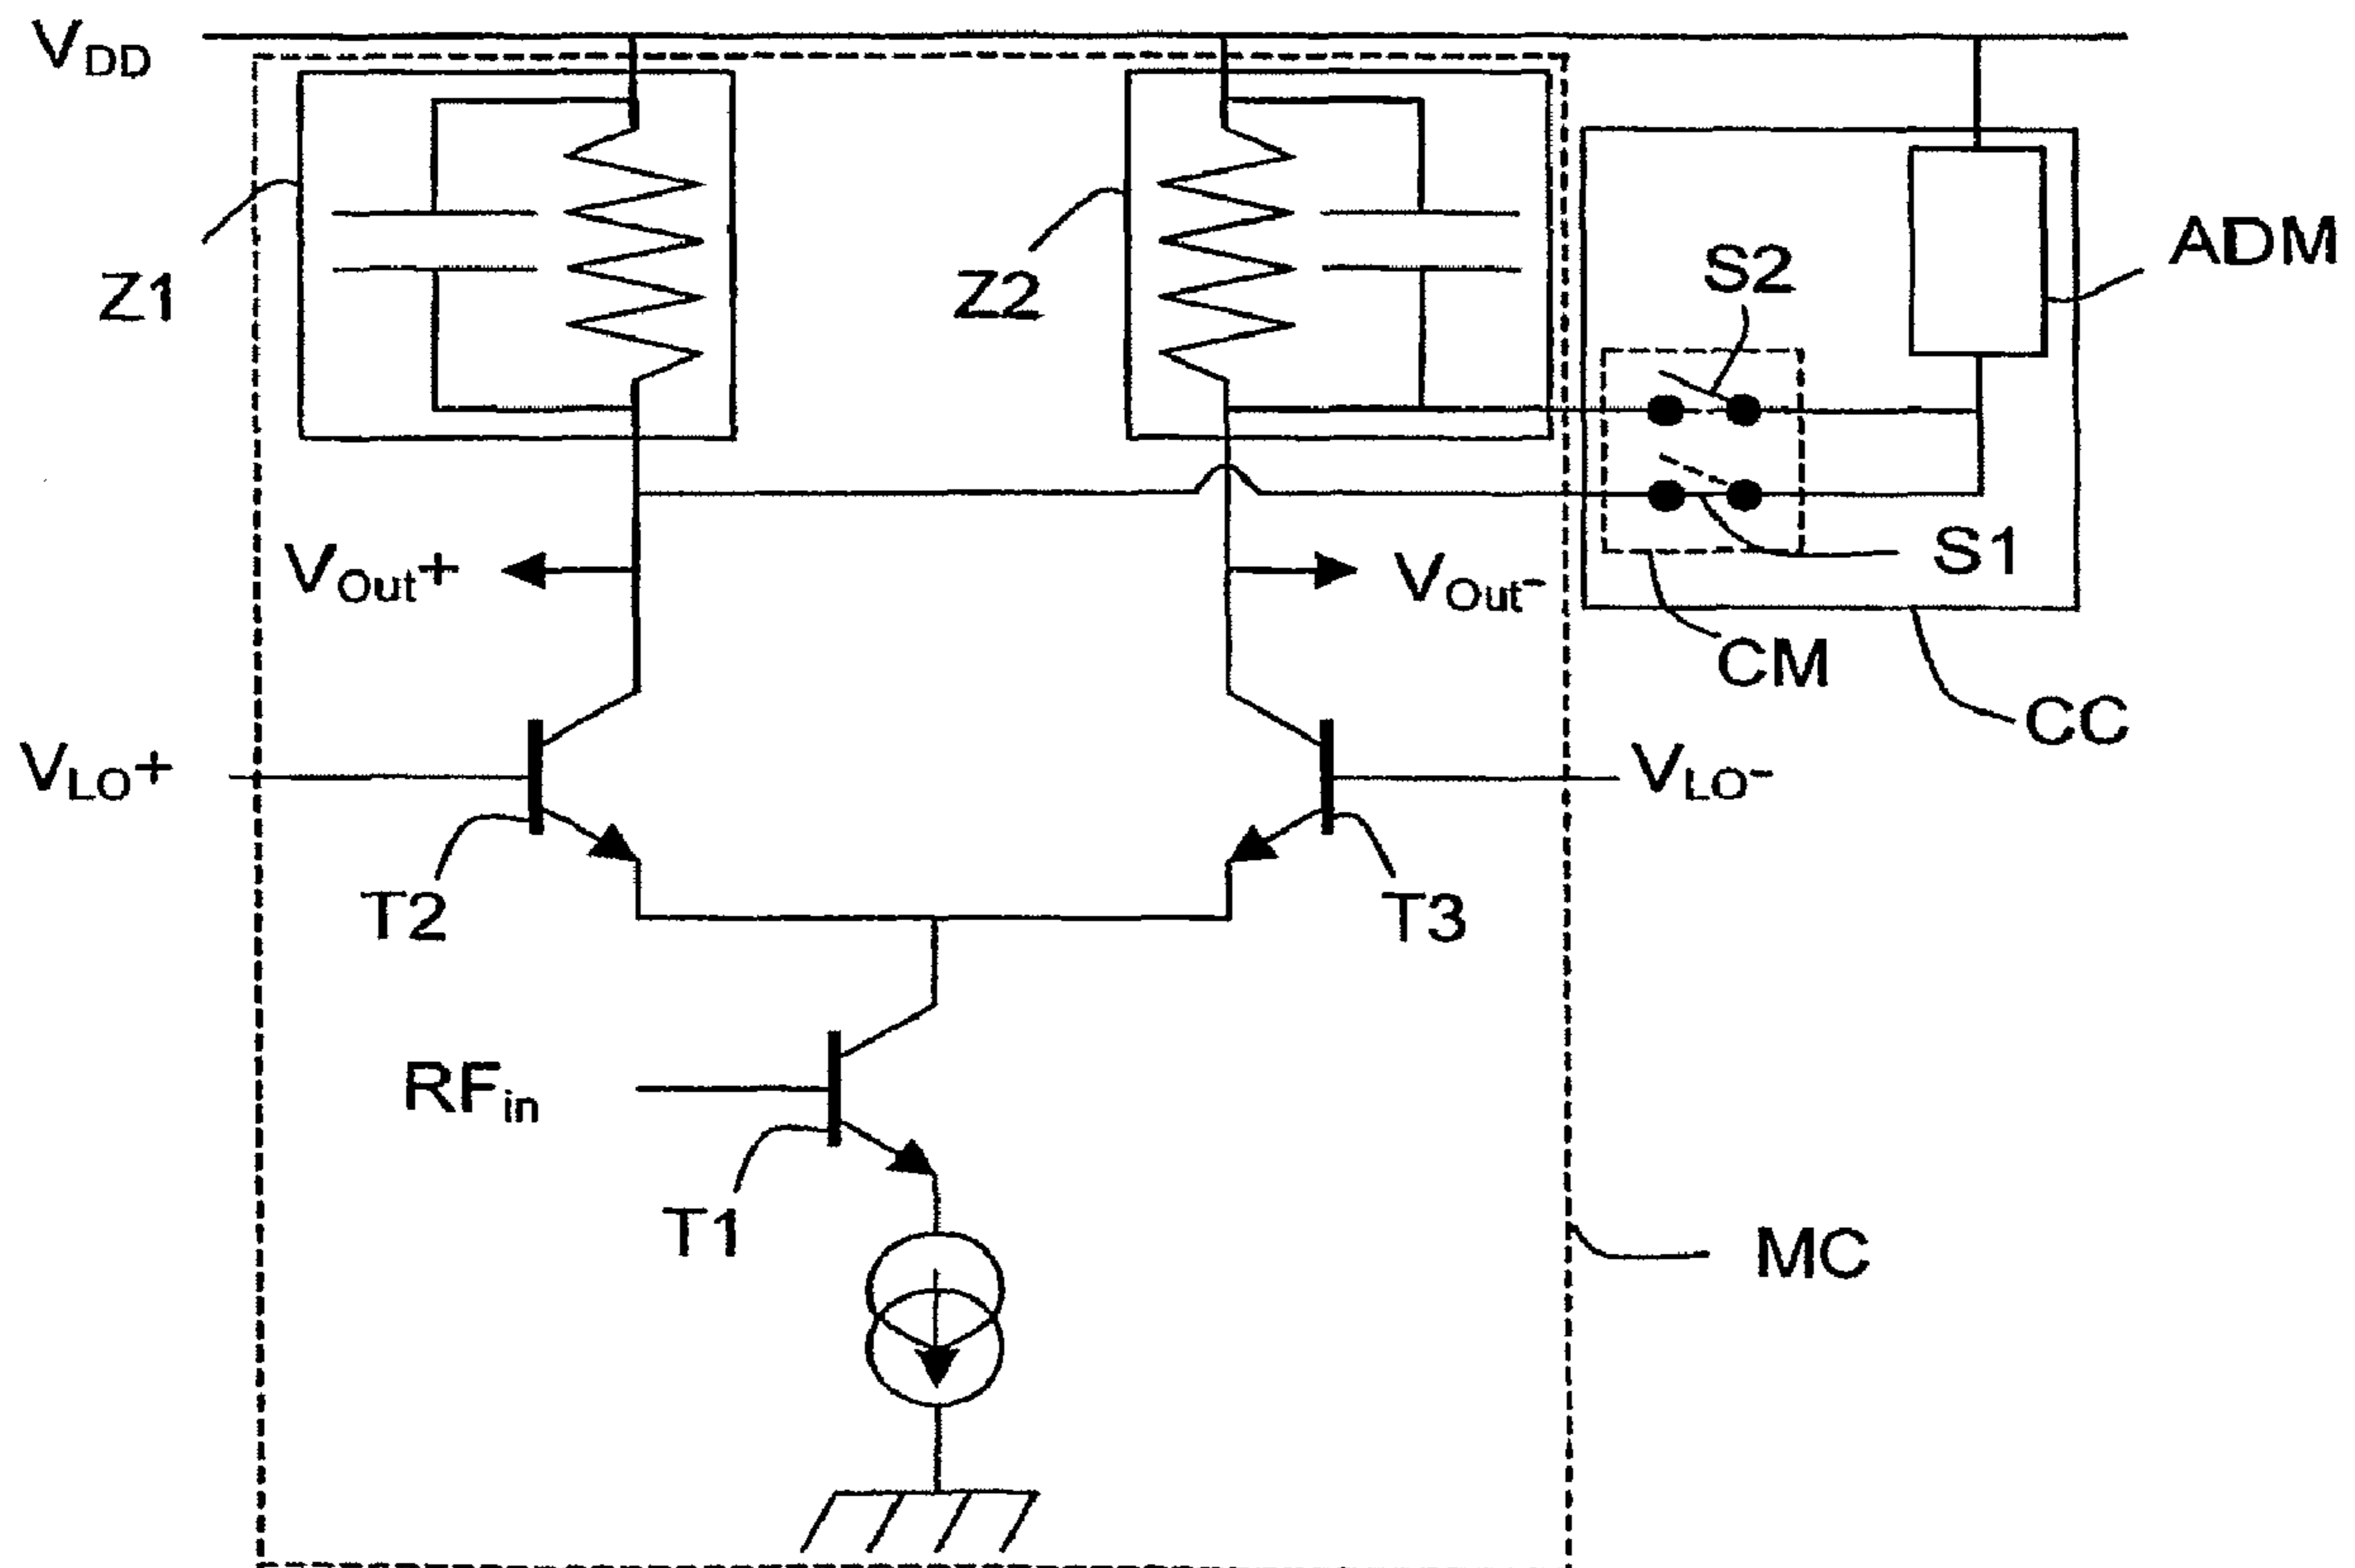 VDD
Z1
Z2
S2
ADM
VOut+
VOut-
S1
CM
CC
VLO+
VLO-
T2
T3
RFin
T1
MC